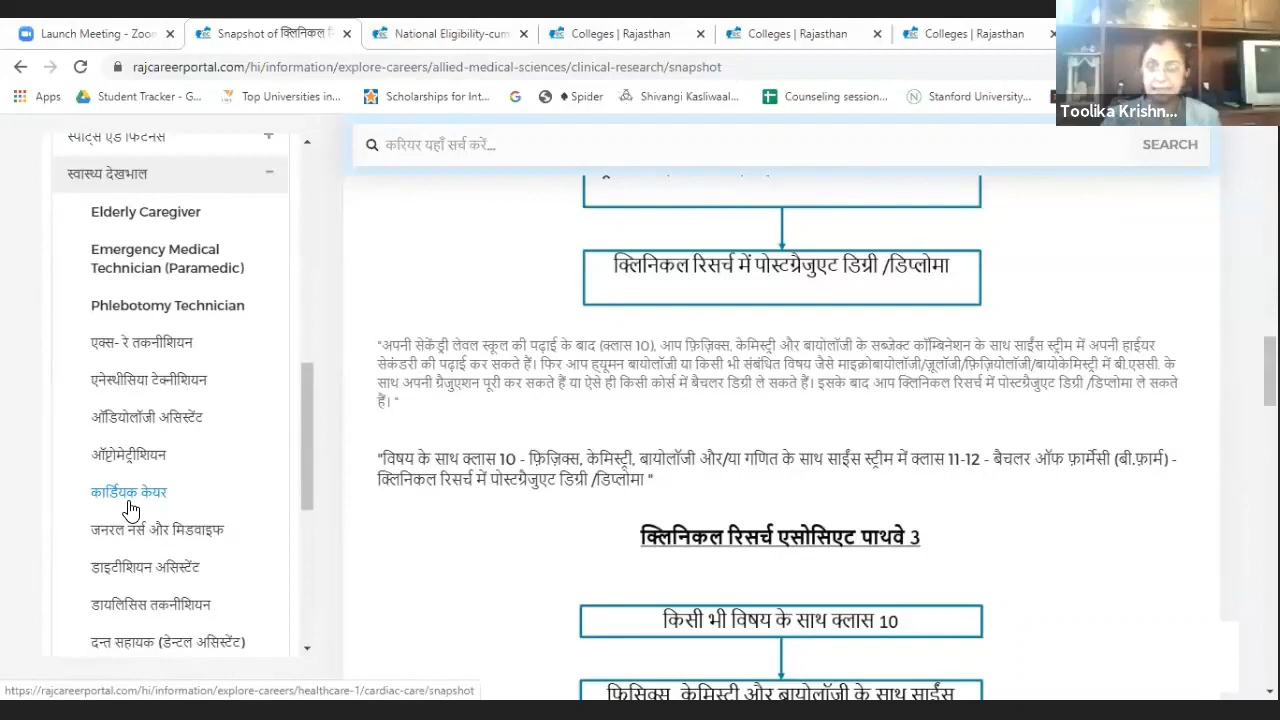 Launch Meeting - Zoom
Snapshot of क्लिनिकल
National Eligibility-cum
Colleges | Rajasthan
Colleges | Rajasthan
Colleges | Rajasthan
rajcareerportal.com/hi/information/explore-careers/allied-medical-sciences/clinical-research/snapshot
Apps
Student Tracker - G...
Top Universities in...
Scholarships for Int...
Spider
Shivangi Kasliwaal...
Counseling session...
Stanford University...
Toolika Krishn...
स्पोर्ट्स एंड फिटनेस
स्वास्थ्य देखभाल
Elderly Caregiver
Emergency Medical
Technician (Paramedic)
Phlebotomy Technician
एक्स- रे तकनीशियन
एनेस्थीसिया टेक्नीशियन
ऑडियोलॉजी असिस्टेंट
ऑप्टोमेट्रीशियन
कार्डियक केयर
जनरल नर्स और मिडवाइफ
डाइटीशियन असिस्टेंट
डायलिसिस तकनीशियन
दन्त सहायक (डेन्टल असिस्टेंट)
करियर यहाँ सर्च करें...
SEARCH
क्लिनिकल रिसर्च में पोस्टग्रैजुएट डिग्री /डिप्लोमा
"अपनी सेकेंड्री लेवल स्कूल की पढ़ाई के बाद (क्लास 10), आप फ़िज़िक्स, केमिस्ट्री और बायोलॉजी के सब्जेक्ट कॉम्बिनेशन के साथ साईंस स्ट्रीम में अपनी हाईयर
सेकंडरी की पढ़ाई कर सकते हैं। फिर आप ह्यूमन बायोलॉजी या किसी भी संबंधित विषय जैसे माइक्रोबायोलॉजी/ज़ूलॉजी/फ़िज़ियोलॉजी/बायोकेमिस्ट्री में बी.एससी. के
साथ अपनी ग्रैजुएशन पूरी कर सकते हैं या ऐसे ही किसी कोर्स में बैचलर डिग्री ले सकते हैं। इसके बाद आप क्लिनिकल रिसर्च में पोस्टग्रैजुएट डिग्री /डिप्लोमा ले सकते
हैं। "
"विषय के साथ क्लास 10 - फ़िज़िक्स, केमिस्ट्री, बायोलॉजी और/या गणित के साथ साईंस स्ट्रीम में क्लास 11-12 - बैचलर ऑफ फ़ार्मेसी (बी.फ़ार्म) -
क्लिनिकल रिसर्च में पोस्टग्रैजुएट डिग्री /डिप्लोमा "
क्लिनिकल रिसर्च एसोसिएट पाथवे 3
किसी भी विषय के साथ क्लास 10
फिसिक्स, केमिस्ट्री और बायोलॉजी के साथ साईंस
https://rajcareerportal.com/hi/information/explore-careers/healthcare-1/cardiac-care/snapshot